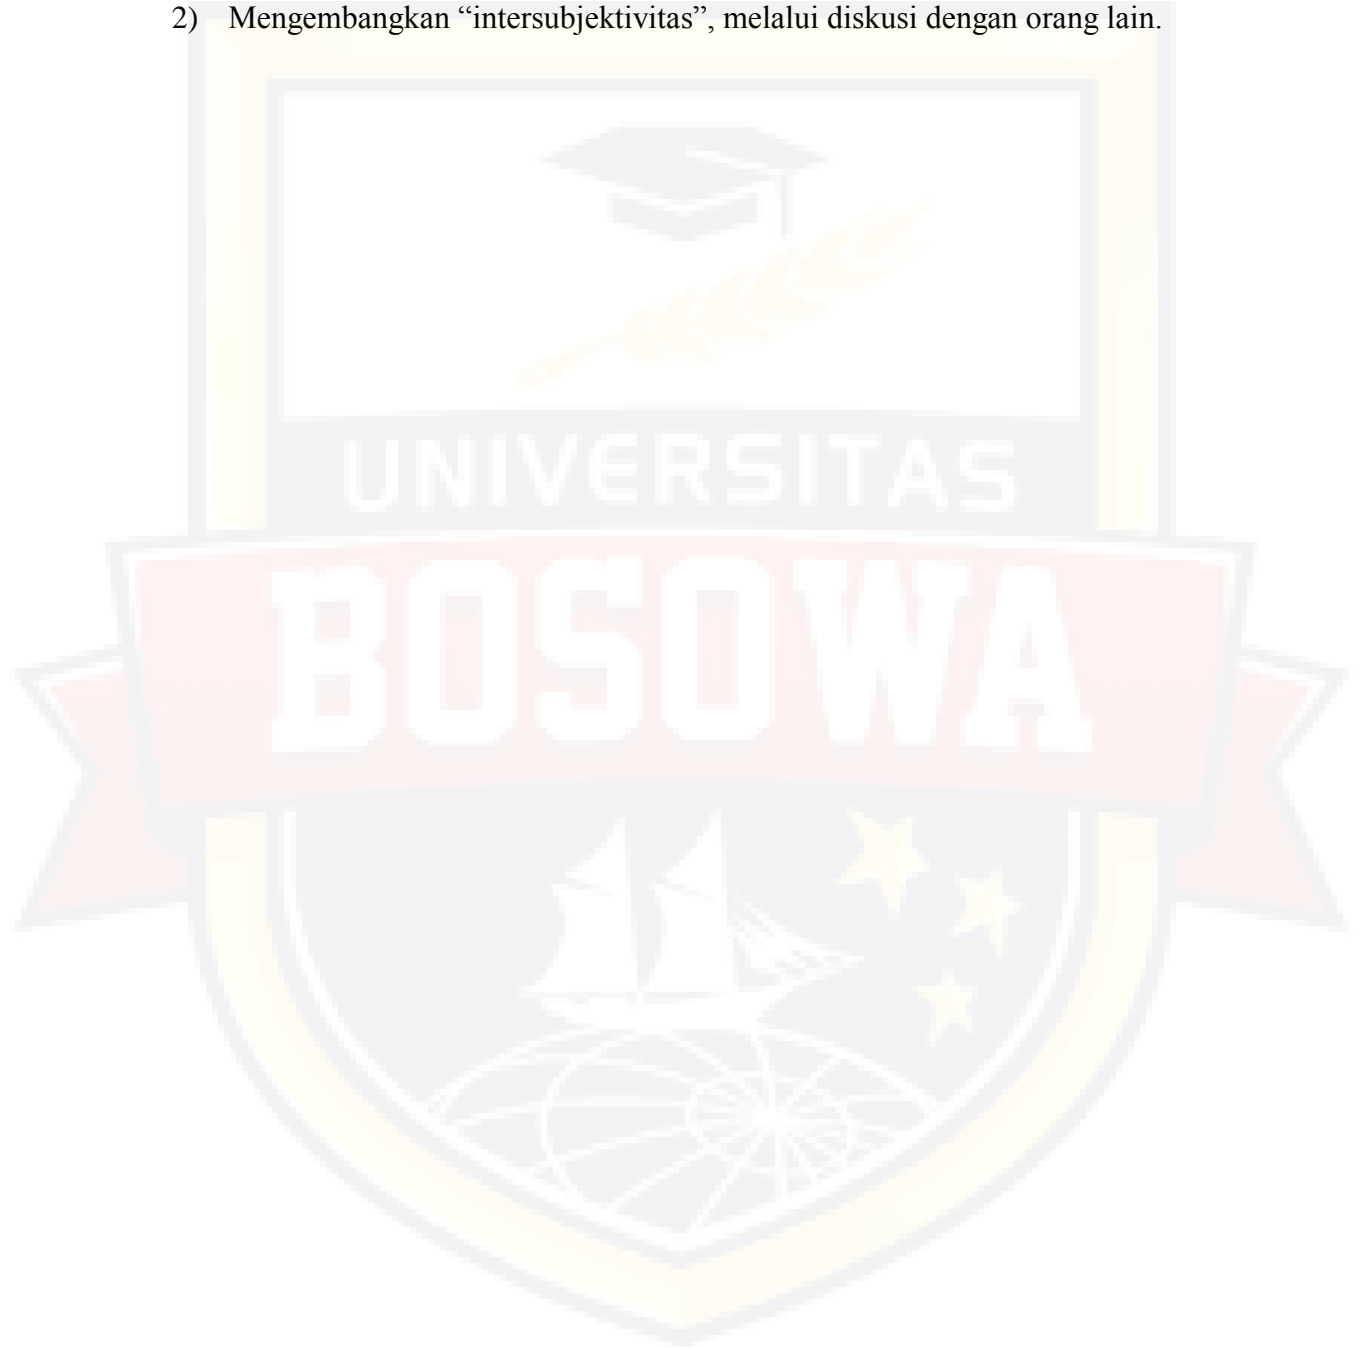 2) Mengembangkan “intersubjektivitas”, melalui diskusi dengan orang lain.
UNIVERSITAS
BOSOWA